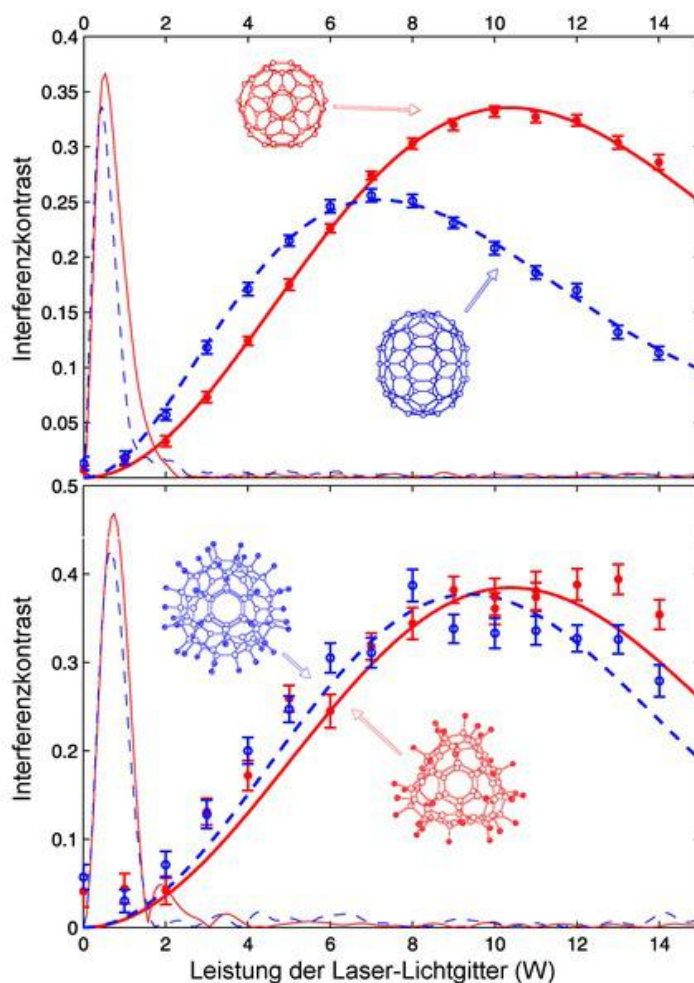 0 2 4 6 8 10 12 14
0.4
0.35
0.3
0.25
0.2
0.15
0.1
0.05
Interferenzkontrast
0.5
0.4
0.3
0.2
0.1
0
Interferenzkontrast
0 2 4 6 8 10 12 14
Leistung der Laser-Lichtgitter (W)